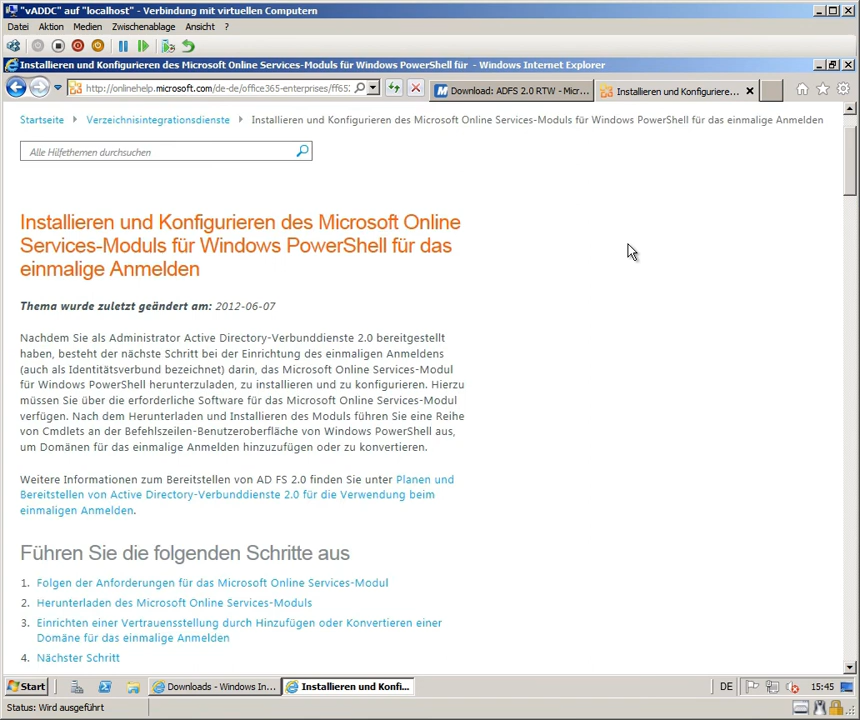 "vADDC" auf "localhost" - Verbindung mit virtuellen Computern
Datei Aktion Medien Zwischenablage Ansicht ?
Installieren und Konfigurieren des Microsoft Online Services-Moduls für Windows PowerShell für - Windows Internet Explorer
http://onlinehelp.microsoft.com/de-de/office365-enterprises/ff65 Download: ADFS 2.0 RTW - Micr... Installieren und Konfiguriere...
Startseite Verzeichnisintegrationsdienste Installieren und Konfigurieren des Microsoft Online Services-Moduls für Windows PowerShell für das einmalige Anmelden
Alle Hilfethemen durchsuchen
Installieren und Konfigurieren des Microsoft Online
Services-Moduls für Windows PowerShell für das
einmalige Anmelden
Thema wurde zuletzt geändert am: 2012-06-07
Nachdem Sie als Administrator Active Directory-Verbunddienste 2.0 bereitgestellt
haben, besteht der nächste Schritt bei der Einrichtung des einmaligen Anmeldens
(auch als Identitätsverbund bezeichnet) darin, das Microsoft Online Services-Modul
für Windows PowerShell herunterzuladen, zu installieren und zu konfigurieren. Hierzu
müssen Sie über die erforderliche Software für das Microsoft Online Services-Modul
verfügen. Nach dem Herunterladen und Installieren des Moduls führen Sie eine Reihe
von Cmdlets an der Befehlszeilen-Benutzeroberfläche von Windows PowerShell aus,
um Domänen für das einmalige Anmelden hinzuzufügen oder zu konvertieren.
Weitere Informationen zum Bereitstellen von AD FS 2.0 finden Sie unter Planen und
Bereitstellen von Active Directory-Verbunddienste 2.0 für die Verwendung beim
einmaligen Anmelden.
Führen Sie die folgenden Schritte aus
1. Folgen der Anforderungen für das Microsoft Online Services-Modul
2. Herunterladen des Microsoft Online Services-Moduls
3. Einrichten einer Vertrauensstellung durch Hinzufügen oder Konvertieren einer
Domäne für das einmalige Anmelden
4. Nächster Schritt
Start Downloads - Windows In... Installieren und Konfi... DE 15:45
Status: Wird ausgeführt